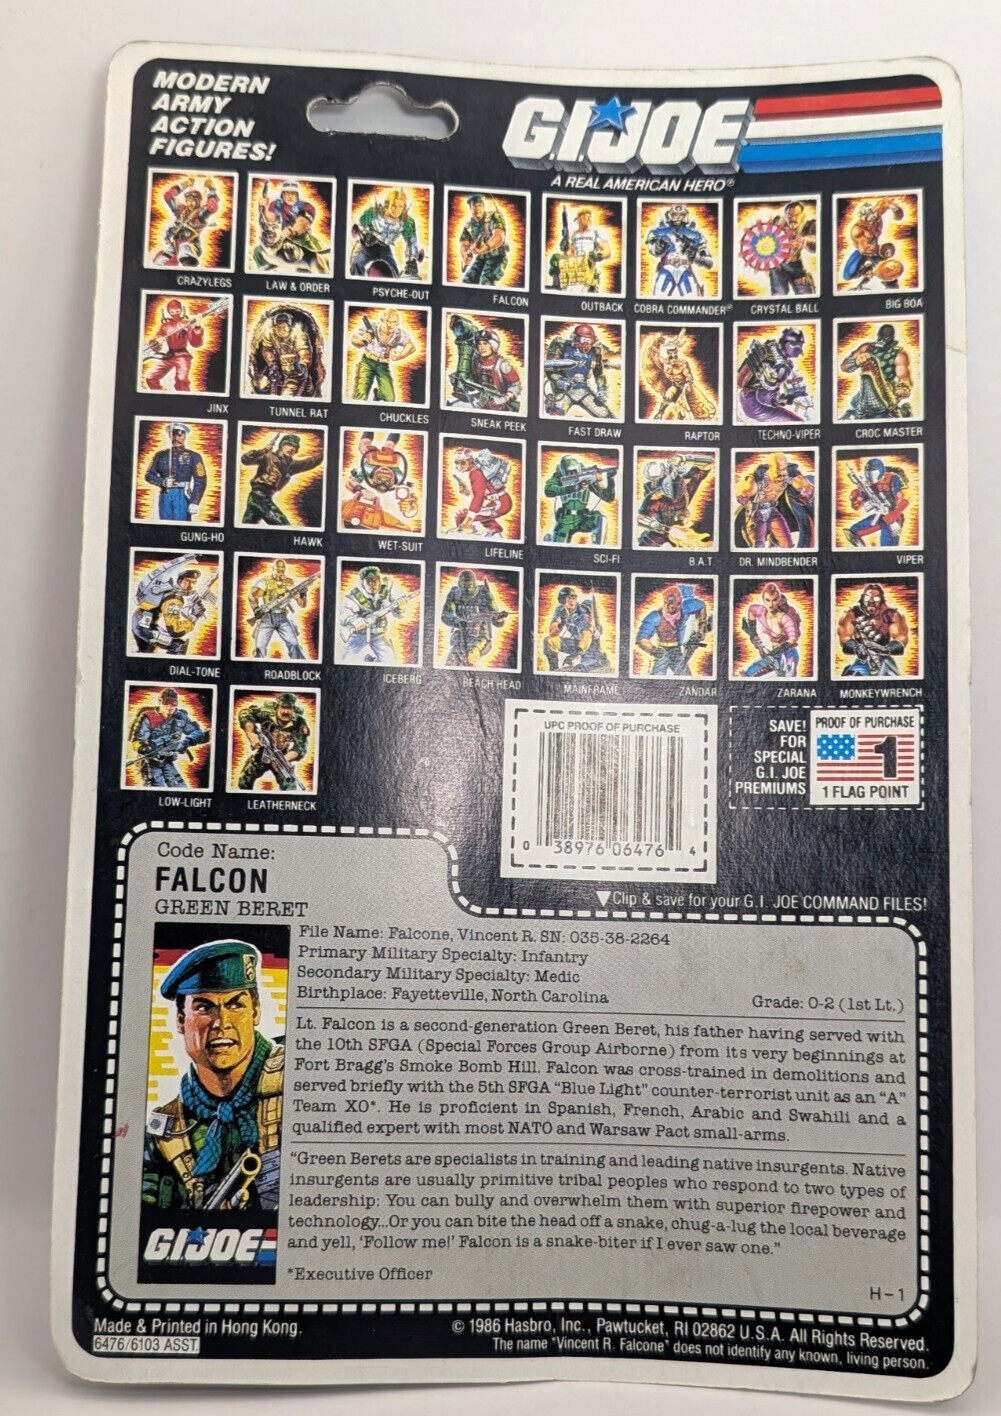 MODERN
ARMY
ACTION
FIGURES!
G.I. JOE
A REAL AMERICAN HERO®
CRAZYLEGS LAW & ORDER PSYCHE-OUT FALCON OUTBACK COBRA COMMANDER® CRYSTAL BALL BIG BOA
JINX TUNNEL RAT CHUCKLES SNEAK PEEK FAST DRAW RAPTOR TECHNO-VIPER CROC MASTER
GUNG-HO HAWK WET-SUIT LIFELINE SCI-FI B.A.T. DR. MINDBENDER VIPER
DIAL-TONE ROADBLOCK ICEBERG BEACH HEAD MAINFRAME ZANDAR ZARANA MONKEYWRENCH
LOW-LIGHT LEATHERNECK
UPC PROOF OF PURCHASE
0 38976 06476 4
SAVE!
FOR
SPECIAL
G.I. JOE
PREMIUMS
PROOF OF PURCHASE
1
1 FLAG POINT
▼Clip & save for your G.I. JOE COMMAND FILES!
Code Name:
FALCON
GREEN BERET
File Name: Falcone, Vincent R. SN: 035-38-2264
Primary Military Specialty: Infantry
Secondary Military Specialty: Medic
Birthplace: Fayetteville, North Carolina Grade: O-2 (1st Lt.)
Lt. Falcon is a second-generation Green Beret, his father having served with
the 10th SFGA (Special Forces Group Airborne) from its very beginnings at
Fort Bragg's Smoke Bomb Hill. Falcon was cross-trained in demolitions and
served briefly with the 5th SFGA "Blue Light" counter-terrorist unit as an "A"
Team XO*. He is proficient in Spanish, French, Arabic and Swahili and a
qualified expert with most NATO and Warsaw Pact small-arms.
"Green Berets are specialists in training and leading native insurgents. Native
insurgents are usually primitive tribal peoples who respond to two types of
leadership: You can bully and overwhelm them with superior firepower and
technology...Or you can bite the head off a snake, chug-a-lug the local beverage
and yell, 'Follow me!' Falcon is a snake-biter if I ever saw one."
*Executive Officer
G.I. JOE
H-1
Made & Printed in Hong Kong.
6476/6103 ASST.
© 1986 Hasbro, Inc., Pawtucket, RI 02862 U.S.A. All Rights Reserved.
The name "Vincent R. Falcone" does not identify any known, living person.